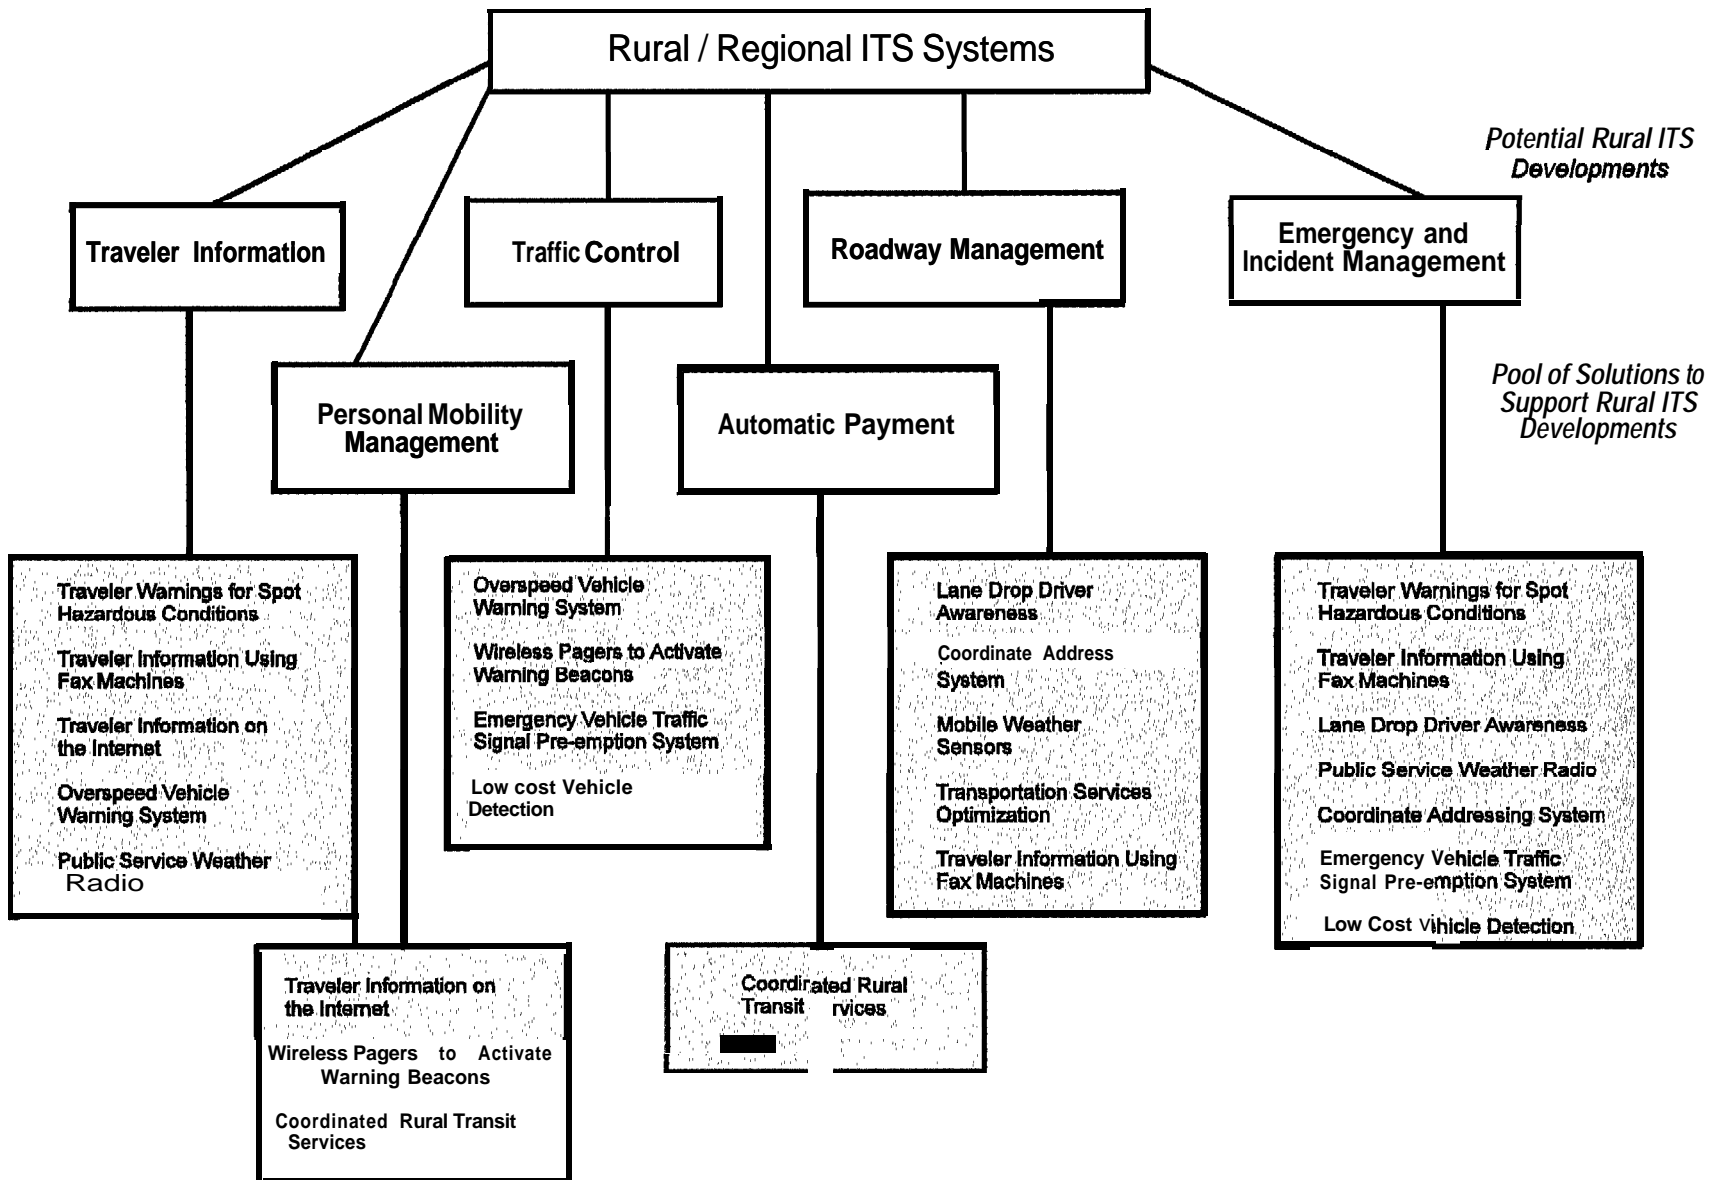 Rural / Regional ITS Systems
Potential Rural ITS
Developments
Traveler Information
Traffic Control
Roadway Management
Emergency and
Incident Management
Personal Mobility
Management
Automatic Payment
Pool of Solutions to
Support Rural ITS
Developments
Traveler Warnings for Spot
Hazardous Conditions
Traveler Information Using
Fax Machines
Traveler Information on
the Internet
Overspeed Vehicle
Warning System
Public Service Weather
Radio
Overspeed Vehicle
Warning System
Wireless Pagers to Activate
Warning Beacons
Emergency Vehicle Traffic
Signal Pre-emption System
Low cost Vehicle
Detection
Lane Drop Driver
Awareness
Coordinate Address
System
Mobile Weather
Sensors
Transportation Services
Optimization
Traveler Information Using
Fax Machines
Traveler Warnings for Spot
Hazardous Conditions
Traveler Information Using
Fax Machines
Lane Drop Driver Awareness
Public Service Weather Radio
Coordinate Addressing System
Emergency Vehicle Traffic
Signal Pre-emption System
Low Cost Vihicle Detection
Traveler Information on
the Internet
Wireless Pagers to Activate
Warning Beacons
Coordinated Rural Transit
Services
Coordinated Rural
Transit rvices